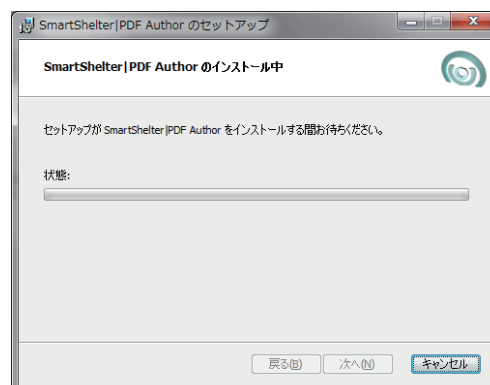 SmartShelter|PDF Author のセットアップ
SmartShelter|PDF Author のインストール中
セットアップが SmartShelter|PDF Author をインストールする間お待ちください。
状態:
戻る(B) 次へ(N) キャンセル